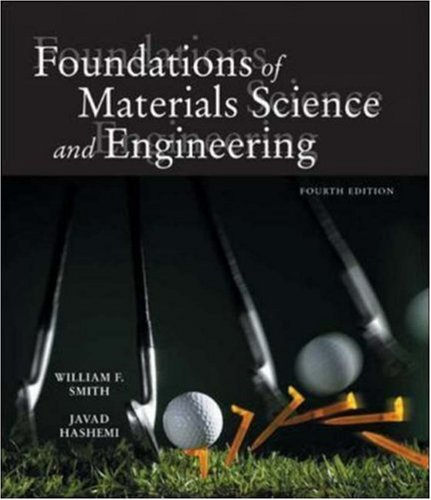 Foundations of
Materials Science
and Engineering
FOURTH EDITION
WILLIAM F.
SMITH
JAVAD
HASHEMI